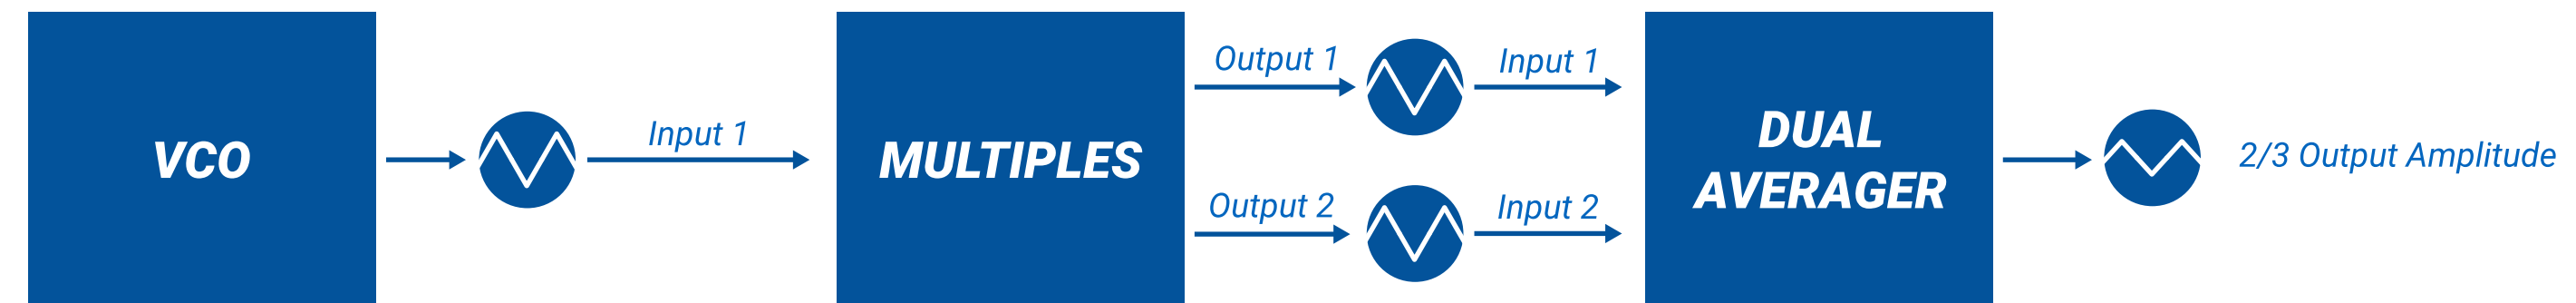 VCO
Input 1
MULTIPLES
Output 1
Output 2
Input 1
Input 2
DUAL
AVERAGER
2/3 Output Amplitude